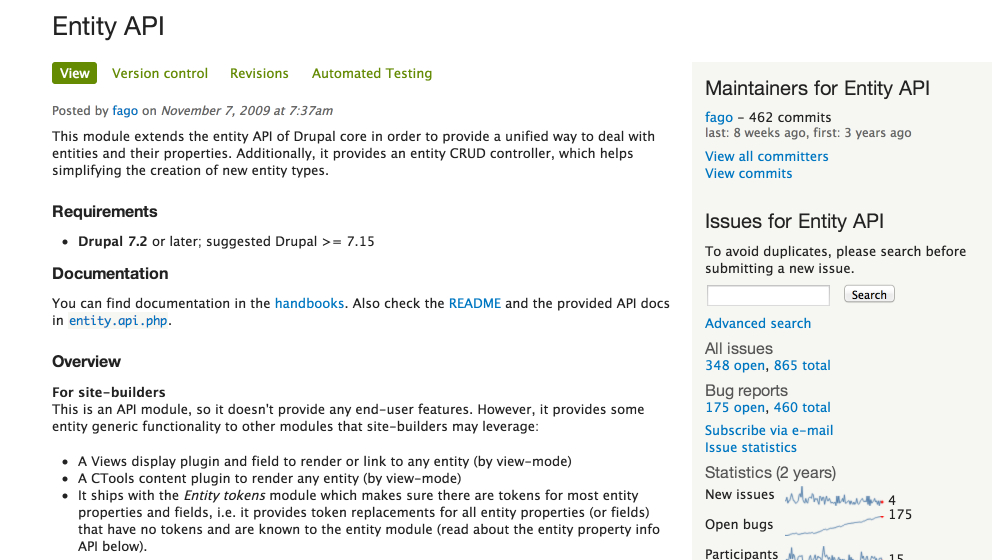 Entity API
View Version control Revisions Automated Testing
Posted by fago on November 7, 2009 at 7:37am
This module extends the entity API of Drupal core in order to provide a unified way to deal with
entities and their properties. Additionally, it provides an entity CRUD controller, which helps
simplifying the creation of new entity types.
Requirements
• Drupal 7.2 or later; suggested Drupal >= 7.15
Documentation
You can find documentation in the handbooks. Also check the README and the provided API docs
in entity.api.php.
Overview
For site-builders
This is an API module, so it doesn't provide any end-user features. However, it provides some
entity generic functionality to other modules that site-builders may leverage:
• A Views display plugin and field to render or link to any entity (by view-mode)
• A CTools content plugin to render any entity (by view-mode)
• It ships with the Entity tokens module which makes sure there are tokens for most entity
properties and fields, i.e. it provides token replacements for all entity properties (or fields)
that have no tokens and are known to the entity module (read about the entity property info
API below).
Maintainers for Entity API
fago – 462 commits
last: 8 weeks ago, first: 3 years ago
View all committers
View commits
Issues for Entity API
To avoid duplicates, please search before
submitting a new issue.
Search
Advanced search
All issues
348 open, 865 total
Bug reports
175 open, 460 total
Subscribe via e-mail
Issue statistics
Statistics (2 years)
New issues 4
Open bugs 175
Participants 15